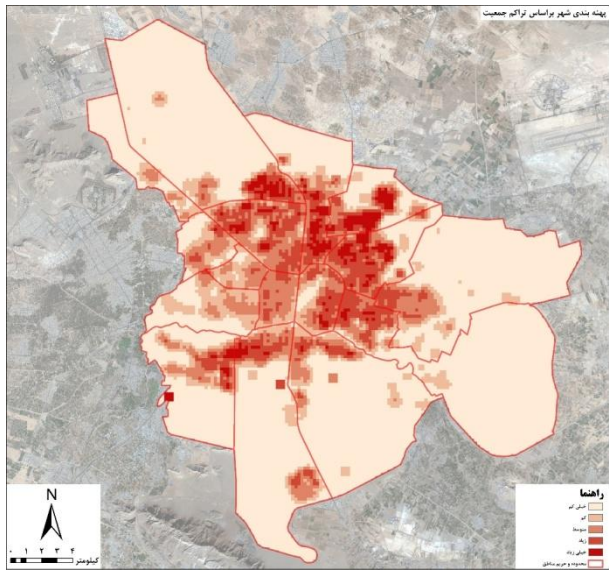 پهنه بندی شهر براساس تراکم جمعیت
N
۰ ۱ ۲ ۳ ۴
کیلومتر
راهنما
خیلی کم
کم
متوسط
زیاد
خیلی زیاد
محدوده و حریم مناطق